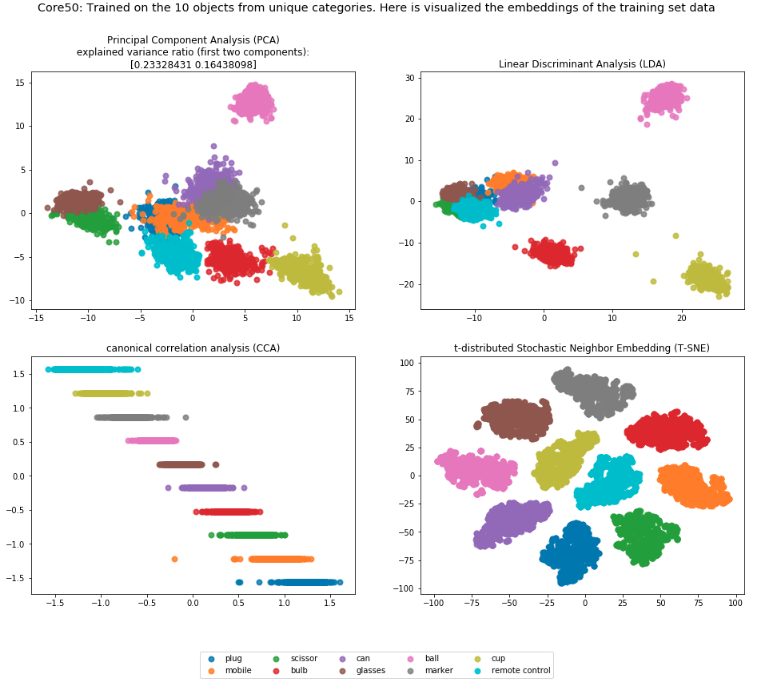 Core50: Trained on the 10 objects from unique categories. Here is visualized the embeddings of the training set data
Principal Component Analysis (PCA)
explained variance ratio (first two components):
[0.23328431 0.16438098]
15
10
5
0
−5
−10
−15 −10 −5 0 5 10 15
Linear Discriminant Analysis (LDA)
30
20
10
0
−10
−20
−10 0 10 20
canonical correlation analysis (CCA)
1.5
1.0
0.5
0.0
−0.5
−1.0
−1.5
−1.5 −1.0 −0.5 0.0 0.5 1.0 1.5
t-distributed Stochastic Neighbor Embedding (T-SNE)
100
75
50
25
0
−25
−50
−75
−100
−100 −75 −50 −25 0 25 50 75 100
plug scissor can ball cup
mobile bulb glasses marker remote control